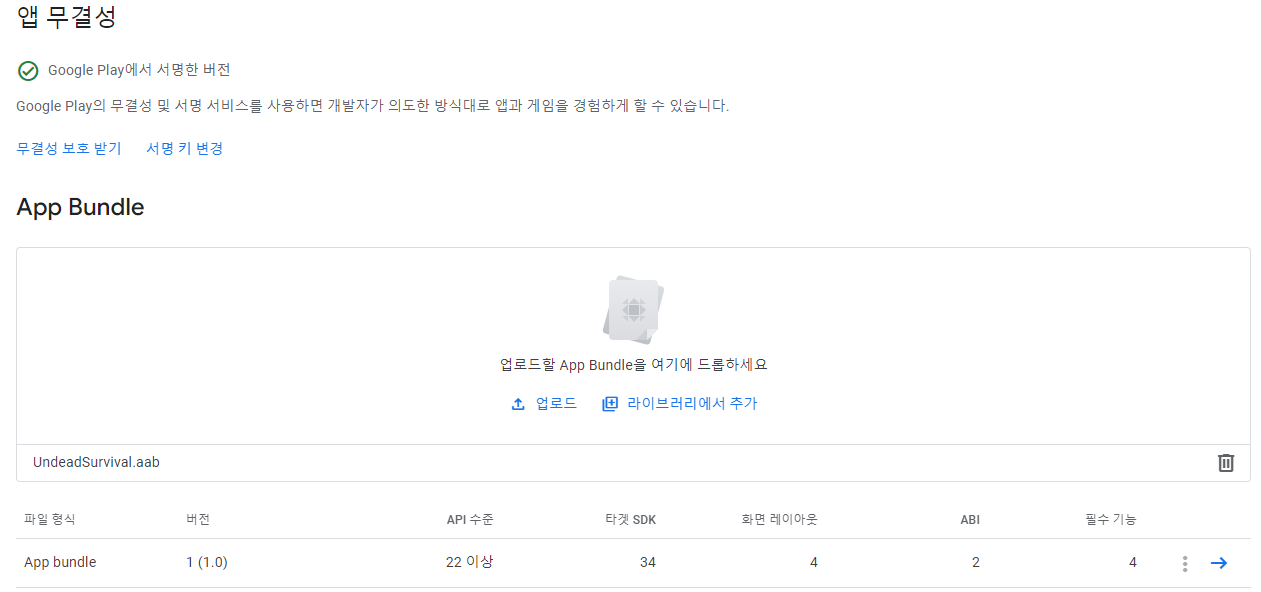 앱 무결성
Google Play에서 서명한 버전
Google Play의 무결성 및 서명 서비스를 사용하면 개발자가 의도한 방식대로 앱과 게임을 경험하게 할 수 있습니다.
무결성 보호 받기 서명 키 변경
App Bundle
업로드할 App Bundle을 여기에 드롭하세요
업로드 라이브러리에서 추가
UndeadSurvival.aab
파일 형식 버전 API 수준 타겟 SDK 화면 레이아웃 ABI 필수 기능
App bundle 1 (1.0) 22 이상 34 4 2 4